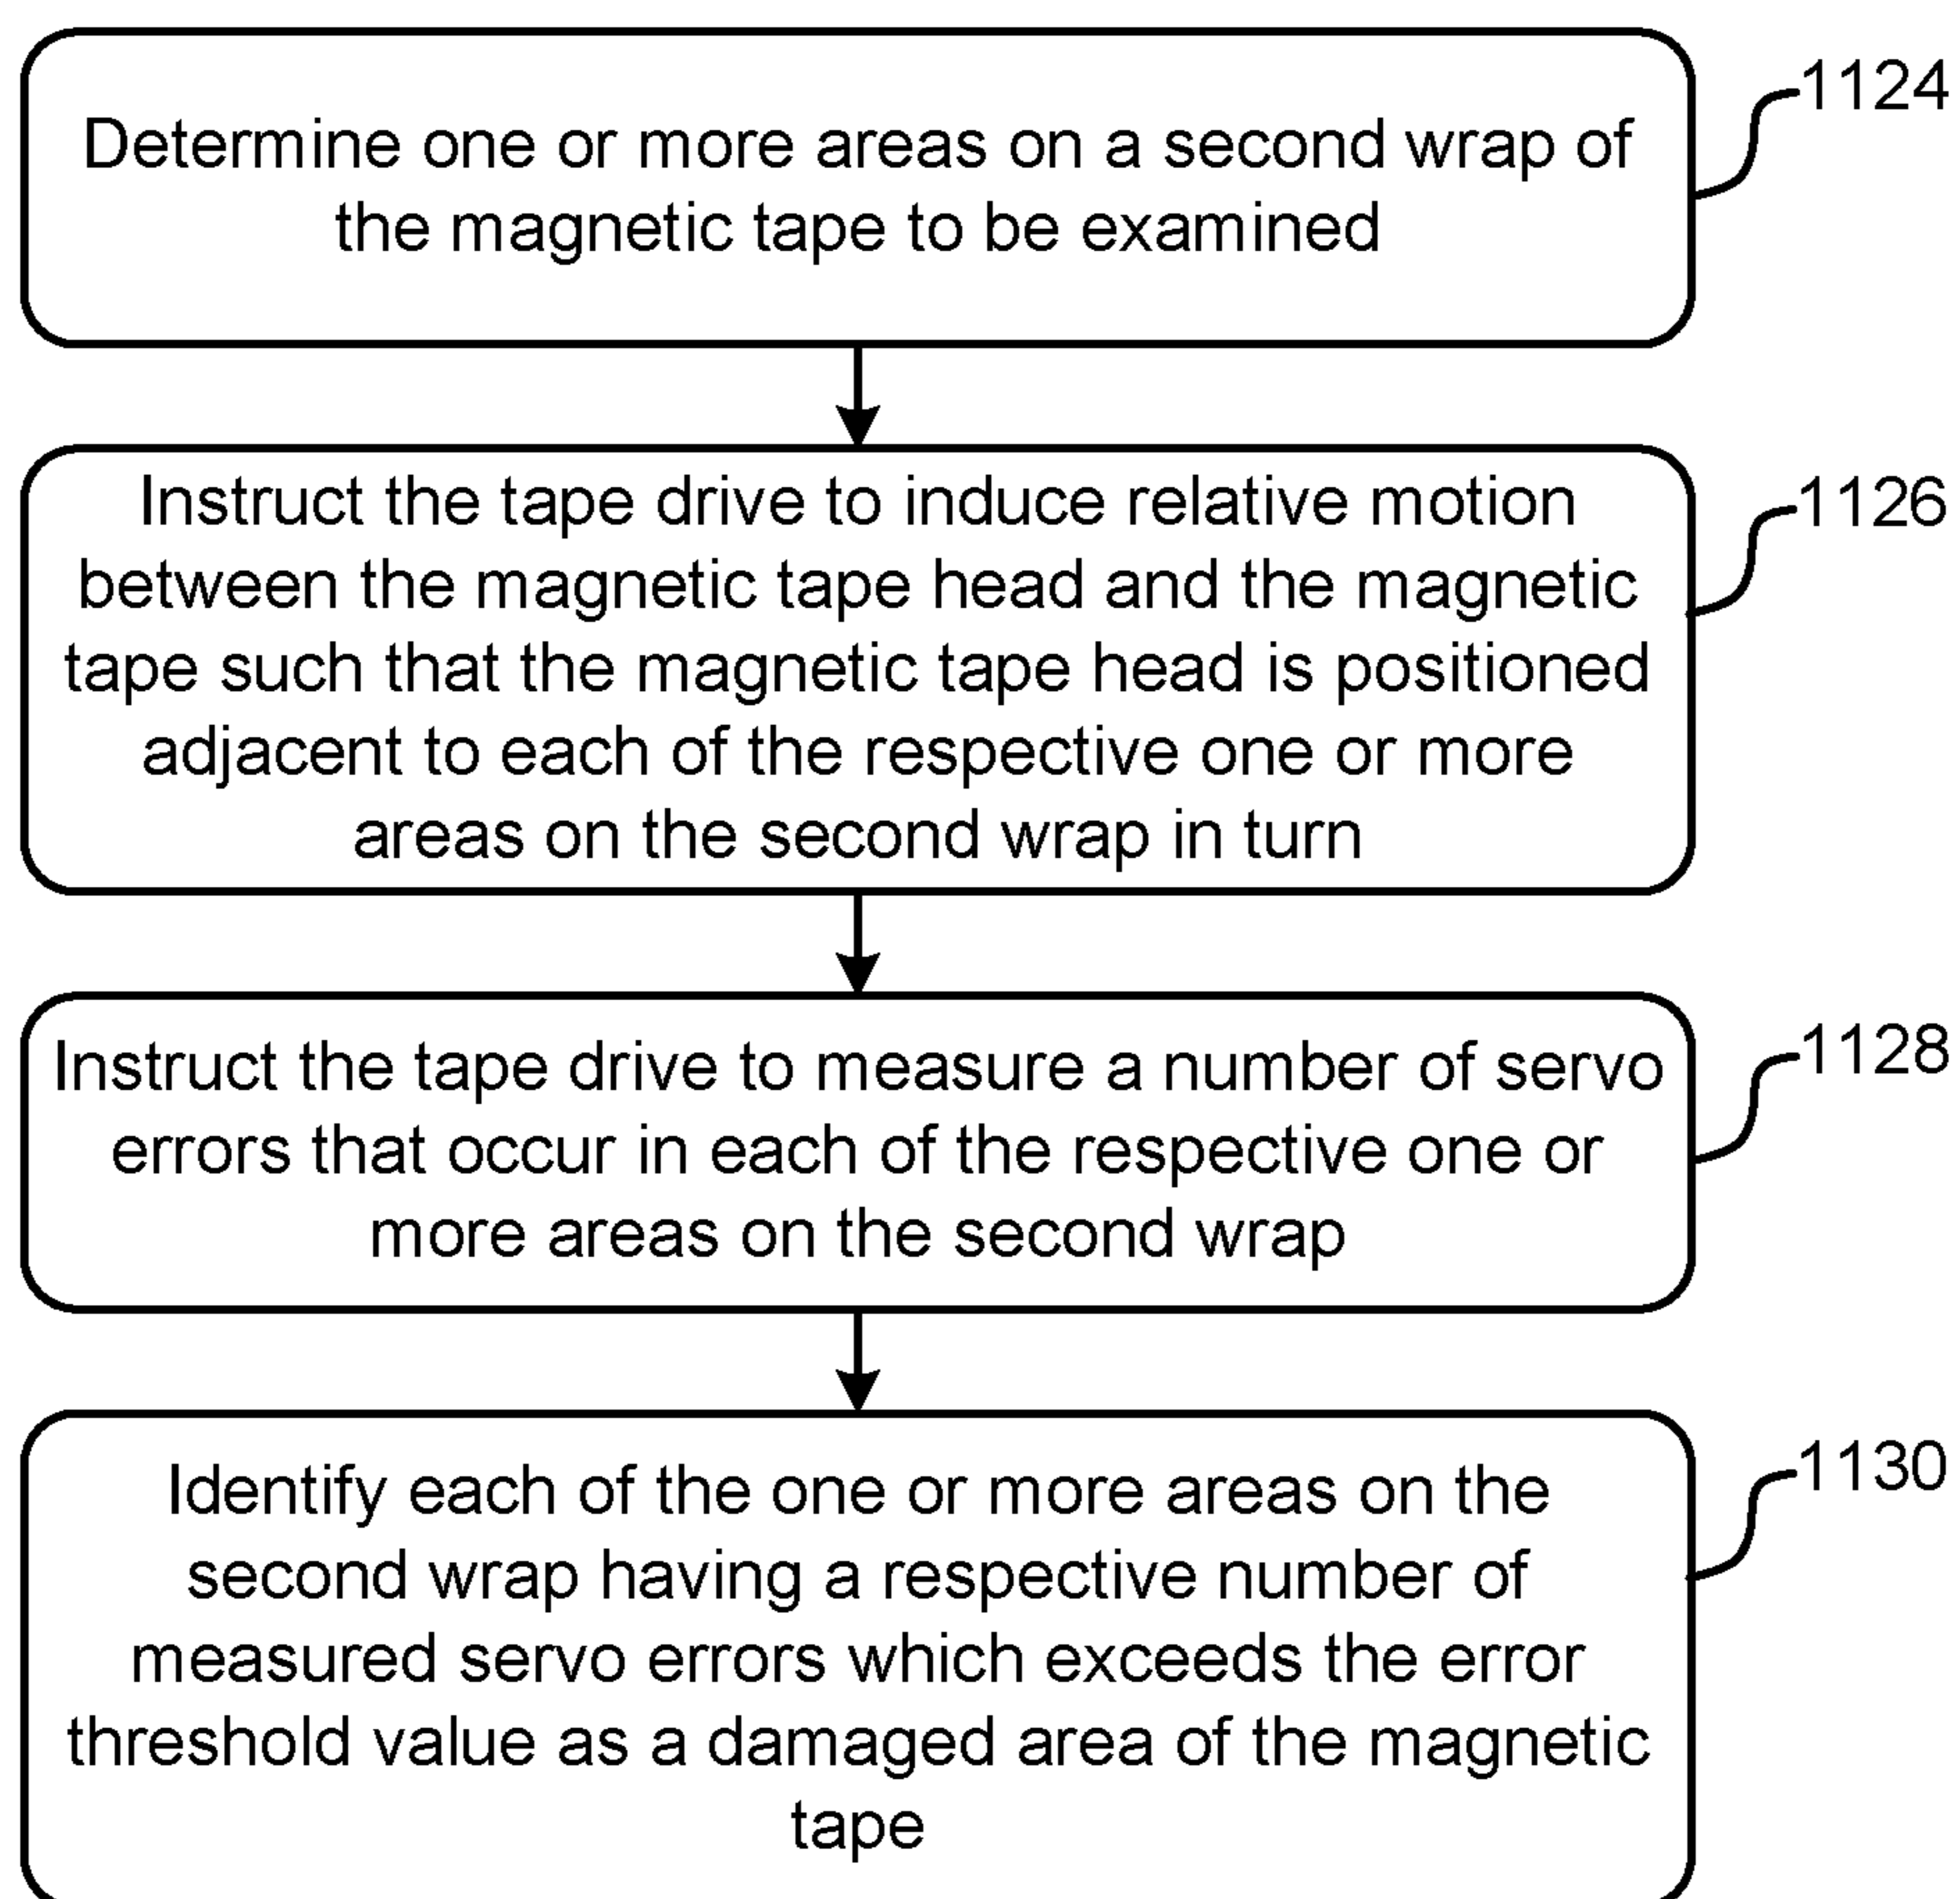 Determine one or more areas on a second wrap of
the magnetic tape to be examined
1124
Instruct the tape drive to induce relative motion
between the magnetic tape head and the magnetic
tape such that the magnetic tape head is positioned
adjacent to each of the respective one or more
areas on the second wrap in turn
1126
Instruct the tape drive to measure a number of servo
errors that occur in each of the respective one or
more areas on the second wrap
1128
Identify each of the one or more areas on the
second wrap having a respective number of
measured servo errors which exceeds the error
threshold value as a damaged area of the magnetic
tape
1130